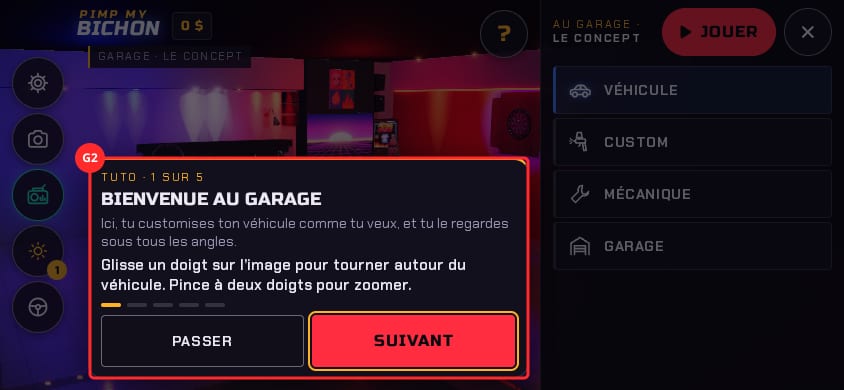 PIMP MY
BICHON
0 $
?
GARAGE · LE CONCEPT
AU GARAGE ·
LE CONCEPT
JOUER
VÉHICULE
CUSTOM
MÉCANIQUE
GARAGE
1
G2
TUTO · 1 SUR 5
BIENVENUE AU GARAGE
Ici, tu customises ton véhicule comme tu veux, et tu le regardes
sous tous les angles.
Glisse un doigt sur l'image pour tourner autour du
véhicule. Pince à deux doigts pour zoomer.
PASSER
SUIVANT